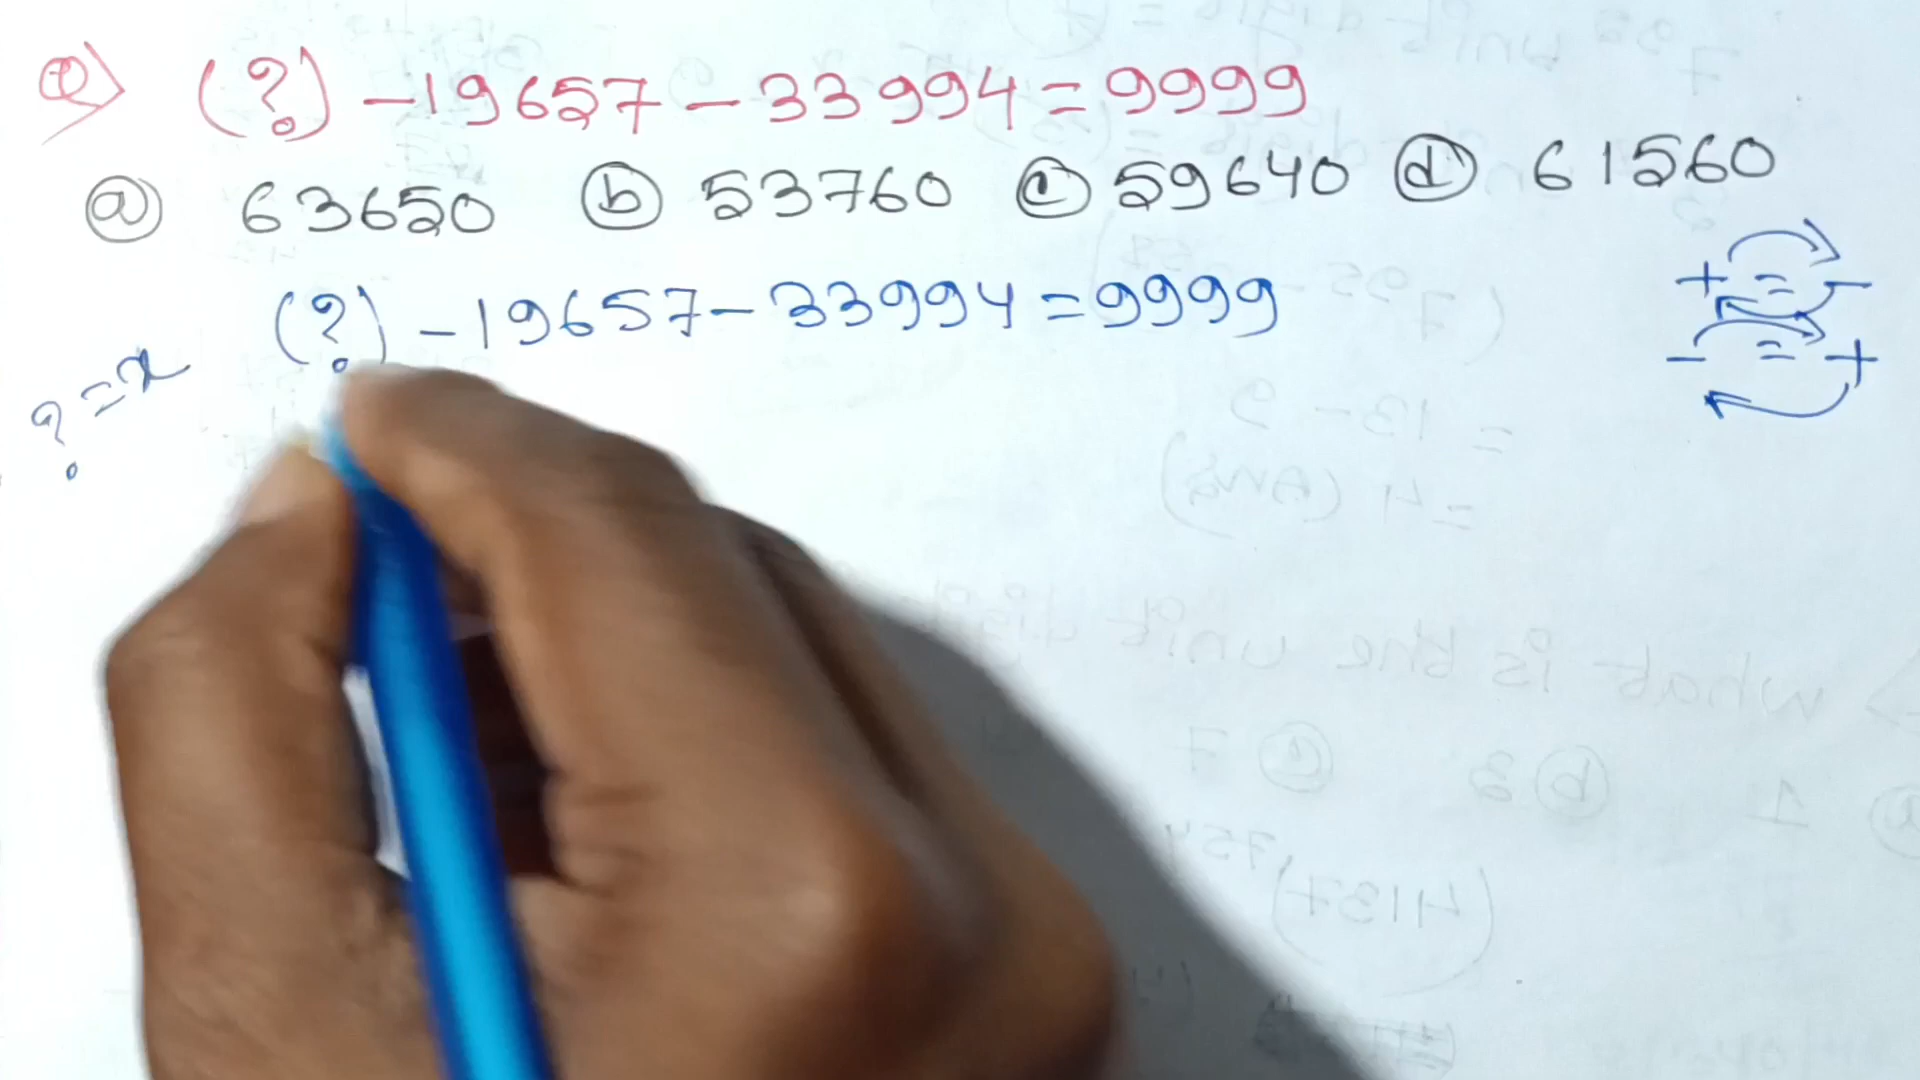 Q) (?) - 19657 - 33994 = 9999
ⓐ 63650 ⓑ 53760 ⓒ 59640 ⓓ 61560
(?) - 19657 - 33994 = 9999
+ = -
- = +
? = x